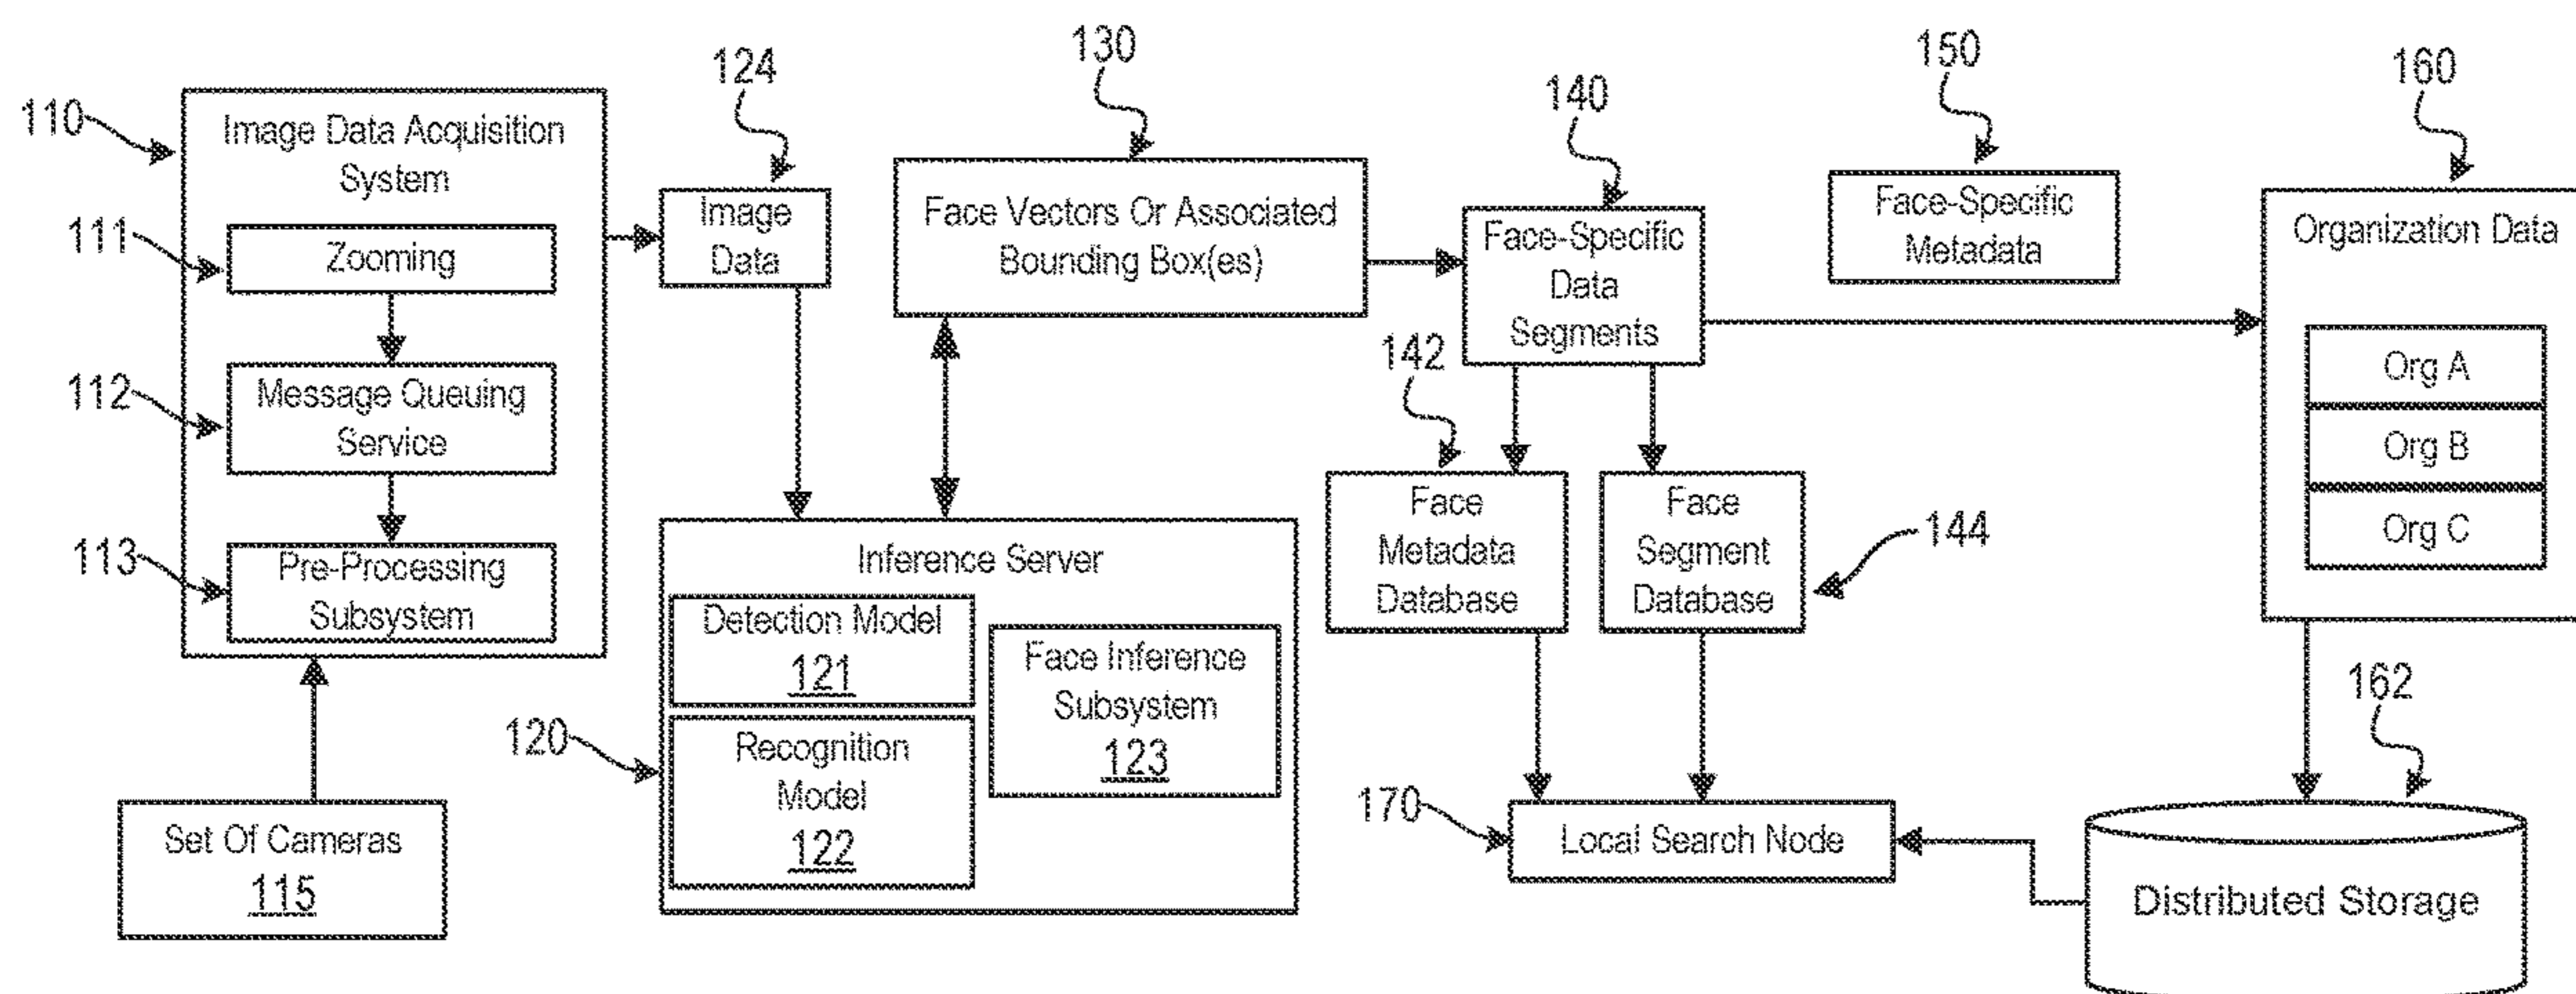 110
Image Data Acquisition
System
111
Zooming
112
Message Queuing
Service
113
Pre-Processing
Subsystem
Set Of Cameras
115
124
Image
Data
130
Face Vectors Or Associated
Bounding Box(es)
120
Inference Server
Detection Model
121
Recognition
Model
122
Face Inference
Subsystem
123
140
Face-Specific
Data
Segments
142
Face
Metadata
Database
Face
Segment
Database
144
150
Face-Specific
Metadata
160
Organization Data
Org A
Org B
Org C
162
Distributed Storage
170
Local Search Node